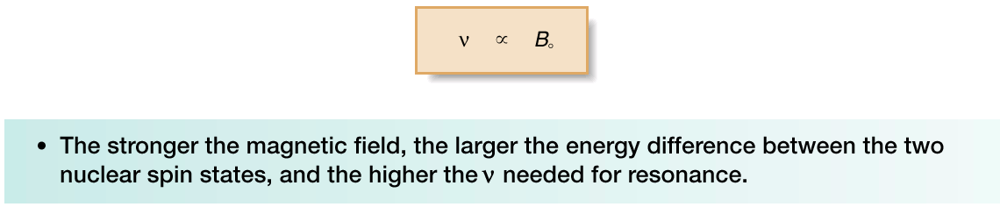 ν ∝ B₀
• The stronger the magnetic field, the larger the energy difference between the two
nuclear spin states, and the higher the ν needed for resonance.